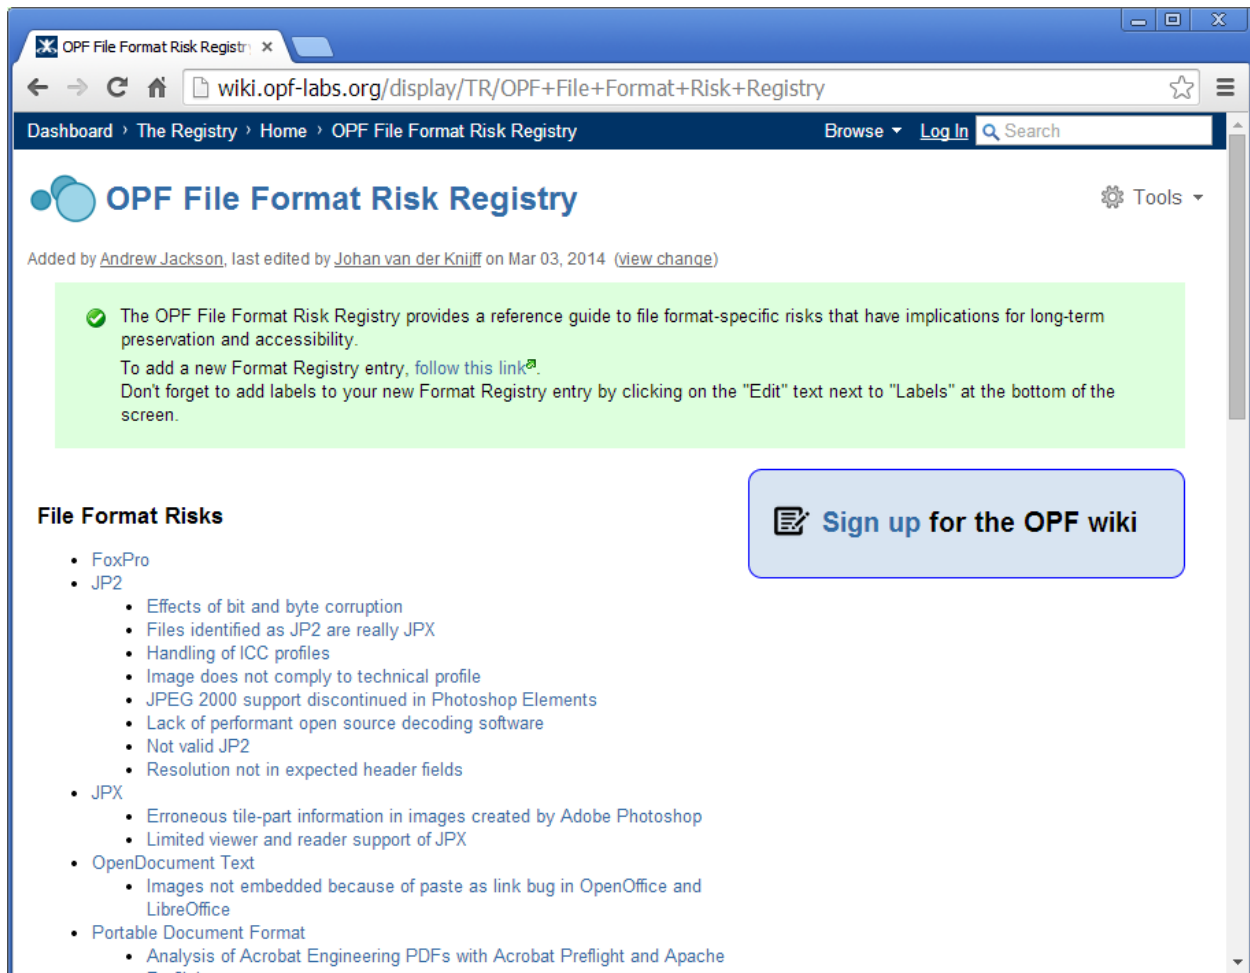 OPF File Format Risk Registr
wiki.opf-labs.org/display/TR/OPF+File+Format+Risk+Registry
Dashboard › The Registry › Home › OPF File Format Risk Registry Browse Log In Search
OPF File Format Risk Registry Tools
Added by Andrew Jackson, last edited by Johan van der Knijff on Mar 03, 2014 (view change)
The OPF File Format Risk Registry provides a reference guide to file format-specific risks that have implications for long-term
preservation and accessibility.
To add a new Format Registry entry, follow this link.
Don't forget to add labels to your new Format Registry entry by clicking on the "Edit" text next to "Labels" at the bottom of the
screen.
Sign up for the OPF wiki
File Format Risks
• FoxPro
• JP2
• Effects of bit and byte corruption
• Files identified as JP2 are really JPX
• Handling of ICC profiles
• Image does not comply to technical profile
• JPEG 2000 support discontinued in Photoshop Elements
• Lack of performant open source decoding software
• Not valid JP2
• Resolution not in expected header fields
• JPX
• Erroneous tile-part information in images created by Adobe Photoshop
• Limited viewer and reader support of JPX
• OpenDocument Text
• Images not embedded because of paste as link bug in OpenOffice and
LibreOffice
• Portable Document Format
• Analysis of Acrobat Engineering PDFs with Acrobat Preflight and Apache